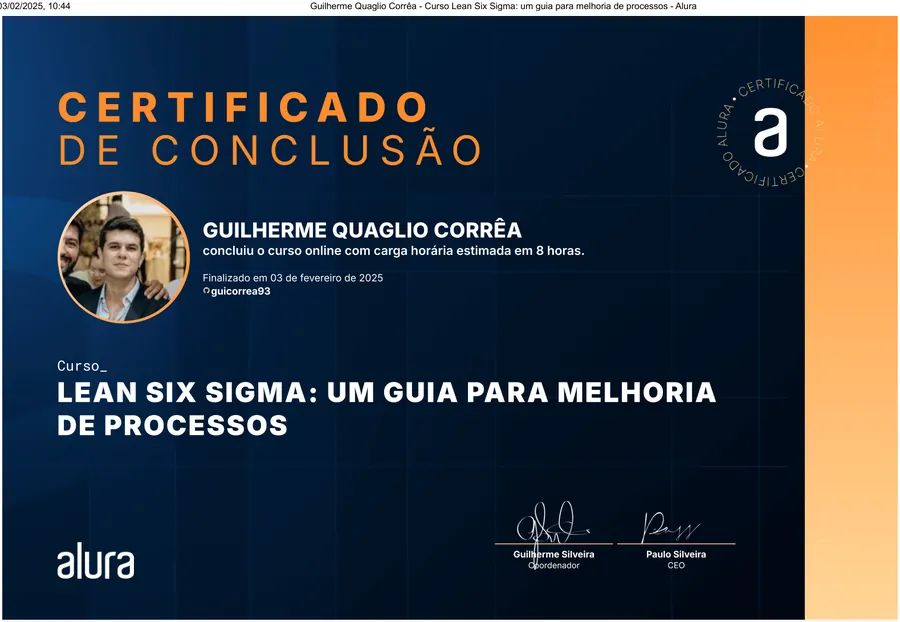 03/02/2025, 10:44
Guilherme Quaglio Corrêa - Curso Lean Six Sigma: um guia para melhoria de processos - Alura
CERTIFICADO
DE CONCLUSÃO
CERTIFICADO ALURA • CERTIFICADO ALURA •
a
GUILHERME QUAGLIO CORRÊA
concluiu o curso online com carga horária estimada em 8 horas.
Finalizado em 03 de fevereiro de 2025
guicorrea93
Curso_
LEAN SIX SIGMA: UM GUIA PARA MELHORIA
DE PROCESSOS
alura
Guilherme Silveira
Coordenador
Paulo Silveira
CEO